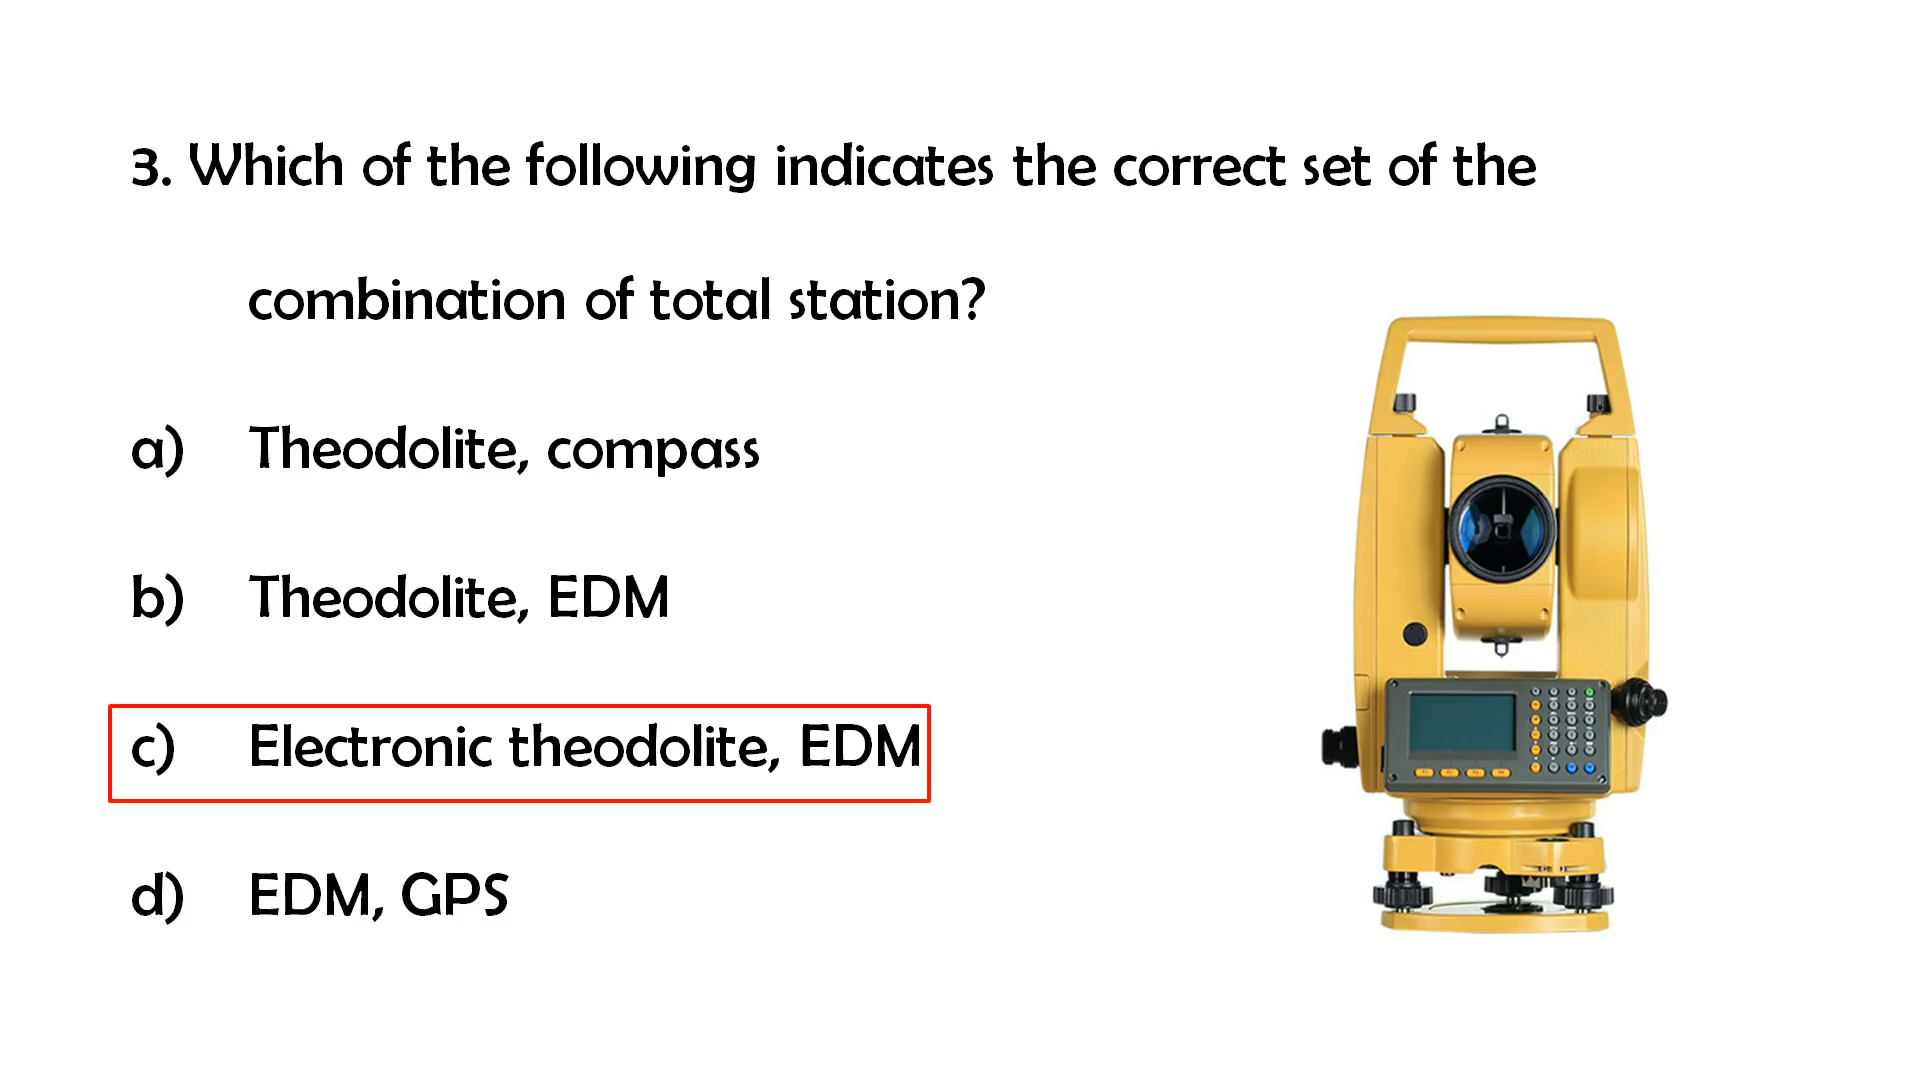 3. Which of the following indicates the correct set of the
combination of total station?
a) Theodolite, compass
b) Theodolite, EDM
c) Electronic theodolite, EDM
d) EDM, GPS